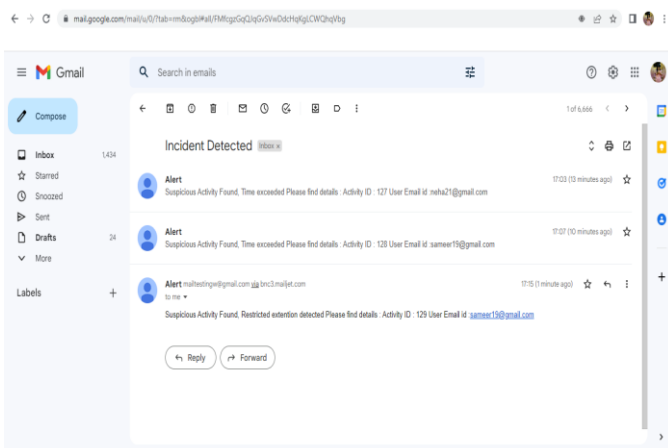 mail.google.com/mail/u/0/?tab=rm&ogbl#all/FMfcgzGqQJqGvSVwDdcHqKgLCWQhqVbg
Gmail
Search in emails
Compose
1 of 6,666
Incident Detected Inbox x
Inbox 1,434
Starred
Snoozed
Sent
Drafts 24
More
Labels
Alert 17:03 (13 minutes ago)
Suspicious Activity Found, Time exceeded Please find details : Activity ID : 127 User Email id :neha21@gmail.com
Alert 17:07 (10 minutes ago)
Suspicious Activity Found, Time exceeded Please find details : Activity ID : 128 User Email id :sameer19@gmail.com
Alert mailtestingw@gmail.com via bnc3.mailjet.com 17:15 (1 minute ago)
to me
Suspicious Activity Found, Restricted extention detected Please find details : Activity ID : 129 User Email id :sameer19@gmail.com
Reply Forward